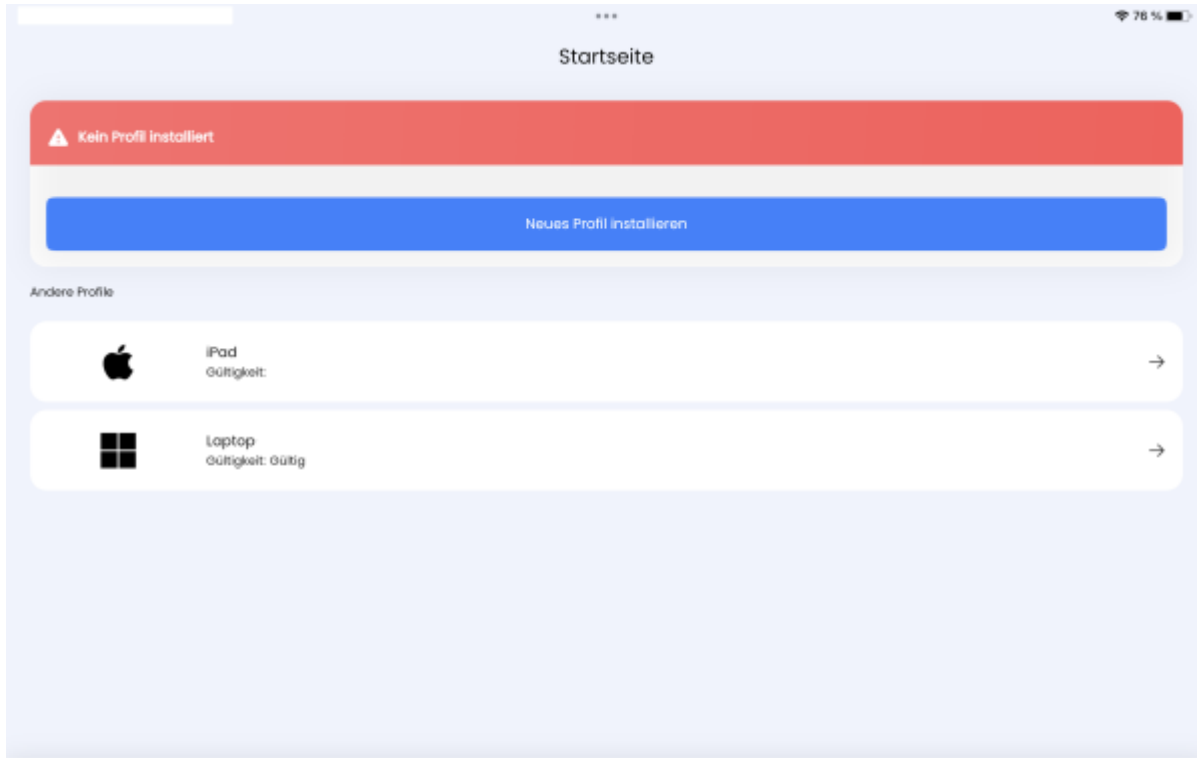 76 %
Startseite
Kein Profil installiert
Neues Profil installieren
Andere Profile
iPad
Gültigkeit:
Laptop
Gültigkeit: Gültig